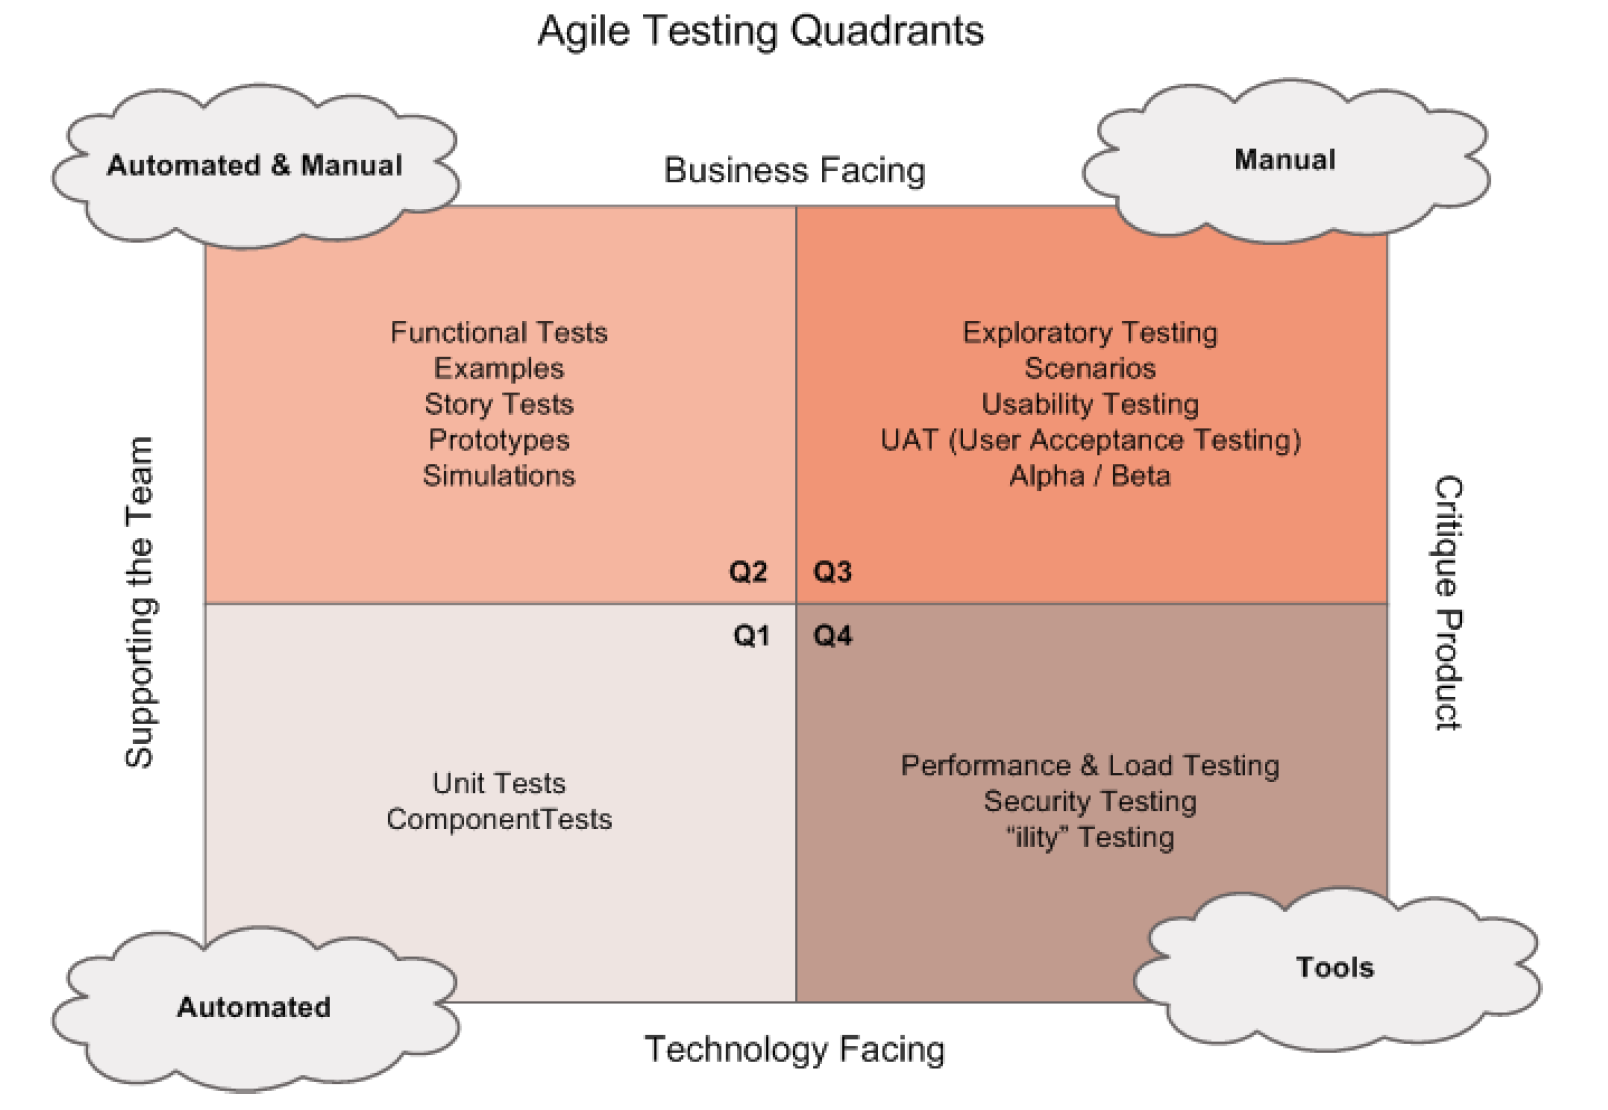 Agile Testing Quadrants
Automated & Manual
Business Facing
Manual
Functional Tests
Examples
Story Tests
Prototypes
Simulations
Q2
Exploratory Testing
Scenarios
Usability Testing
UAT (User Acceptance Testing)
Alpha / Beta
Q3
Supporting the Team
Critique Product
Q1
Unit Tests
ComponentTests
Q4
Performance & Load Testing
Security Testing
“ility” Testing
Automated
Technology Facing
Tools